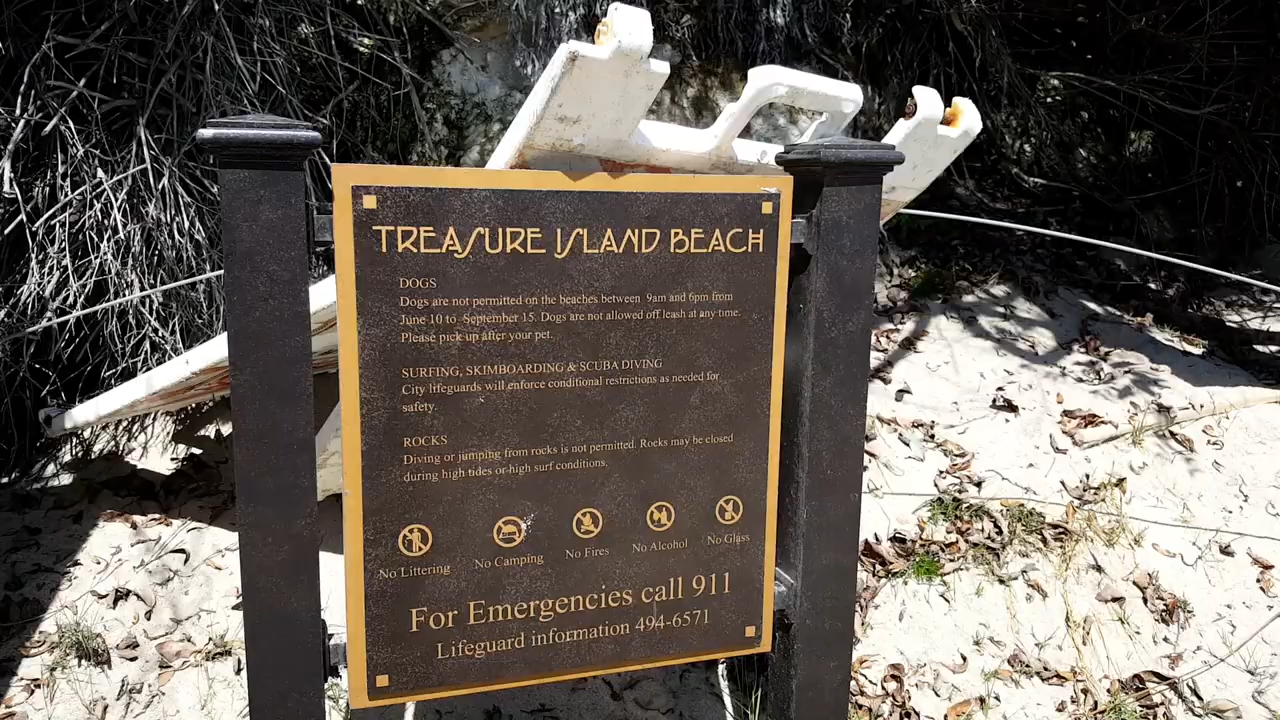 TREASURE ISLAND BEACH
DOGS
Dogs are not permitted on the beaches between 9am and 6pm from
June 10 to September 15. Dogs are not allowed off leash at any time.
Please pick up after your pet.
SURFING, SKIMBOARDING & SCUBA DIVING
City lifeguards will enforce conditional restrictions as needed for
safety.
ROCKS
Diving or jumping from rocks is not permitted. Rocks may be closed
during high tides or high surf conditions.
No Littering No Camping No Fires No Alcohol No Glass
For Emergencies call 911
Lifeguard information 494-6571